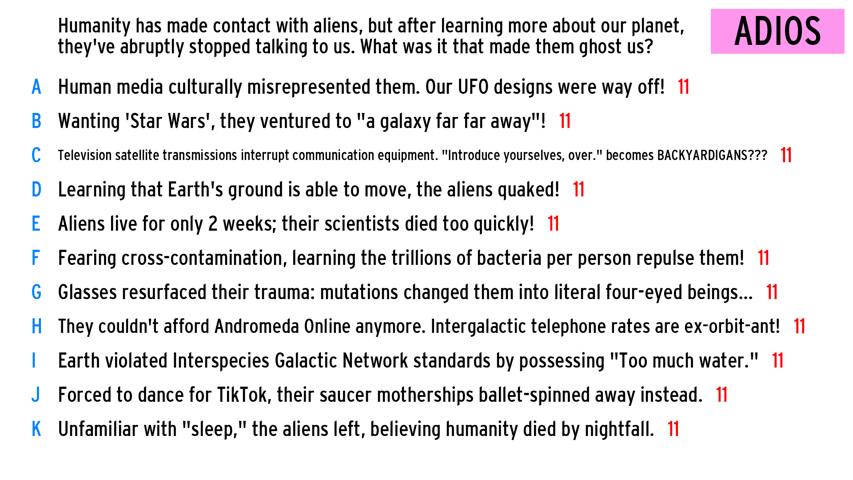 Humanity has made contact with aliens, but after learning more about our planet,
they've abruptly stopped talking to us. What was it that made them ghost us?
ADIOS
A Human media culturally misrepresented them. Our UFO designs were way off! 11
B Wanting 'Star Wars', they ventured to "a galaxy far far away"! 11
C Television satellite transmissions interrupt communication equipment. "Introduce yourselves, over." becomes BACKYARDIGANS??? 11
D Learning that Earth's ground is able to move, the aliens quaked! 11
E Aliens live for only 2 weeks; their scientists died too quickly! 11
F Fearing cross-contamination, learning the trillions of bacteria per person repulse them! 11
G Glasses resurfaced their trauma: mutations changed them into literal four-eyed beings... 11
H They couldn't afford Andromeda Online anymore. Intergalactic telephone rates are ex-orbit-ant! 11
I Earth violated Interspecies Galactic Network standards by possessing "Too much water." 11
J Forced to dance for TikTok, their saucer motherships ballet-spinned away instead. 11
K Unfamiliar with "sleep," the aliens left, believing humanity died by nightfall. 11